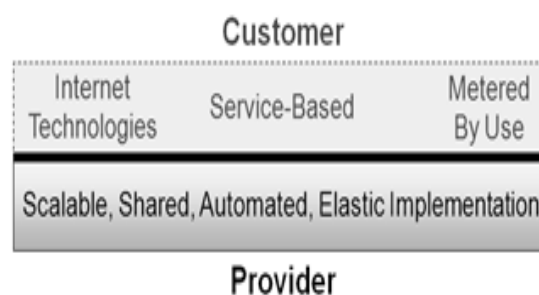 Customer
Internet Technologies
Service-Based
Metered By Use
Scalable, Shared, Automated, Elastic Implementation
Provider